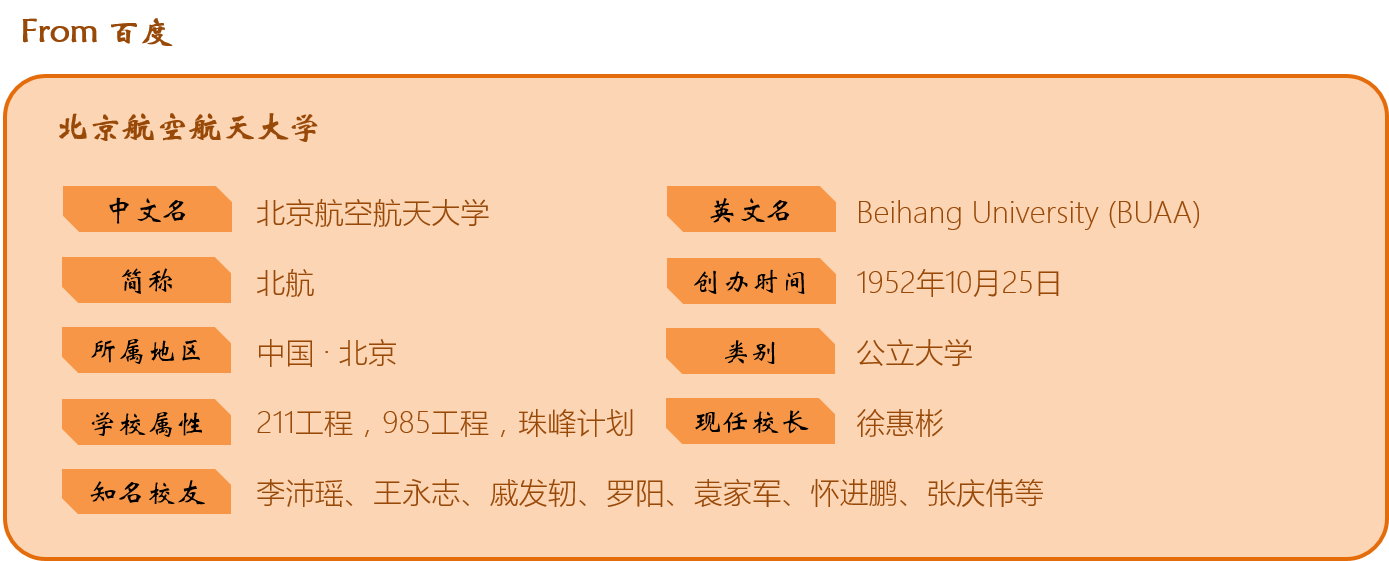 From 百度
北京航空航天大学
中文名 北京航空航天大学 英文名 Beihang University (BUAA)
简称 北航 创办时间 1952年10月25日
所属地区 中国 · 北京 类别 公立大学
学校属性 211工程，985工程，珠峰计划 现任校长 徐惠彬
知名校友 李沛瑶、王永志、戚发轫、罗阳、袁家军、怀进鹏、张庆伟等